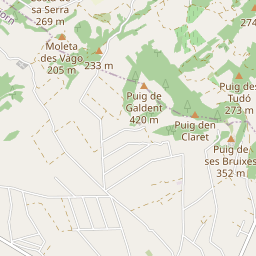 sa Serra
269 m
Moleta
des Vago
205 m
233 m
274
Puig de
Galdent
420 m
Puig des
Tudó
273 m
Puig den
Claret
Puig de
ses Bruixes
352 m